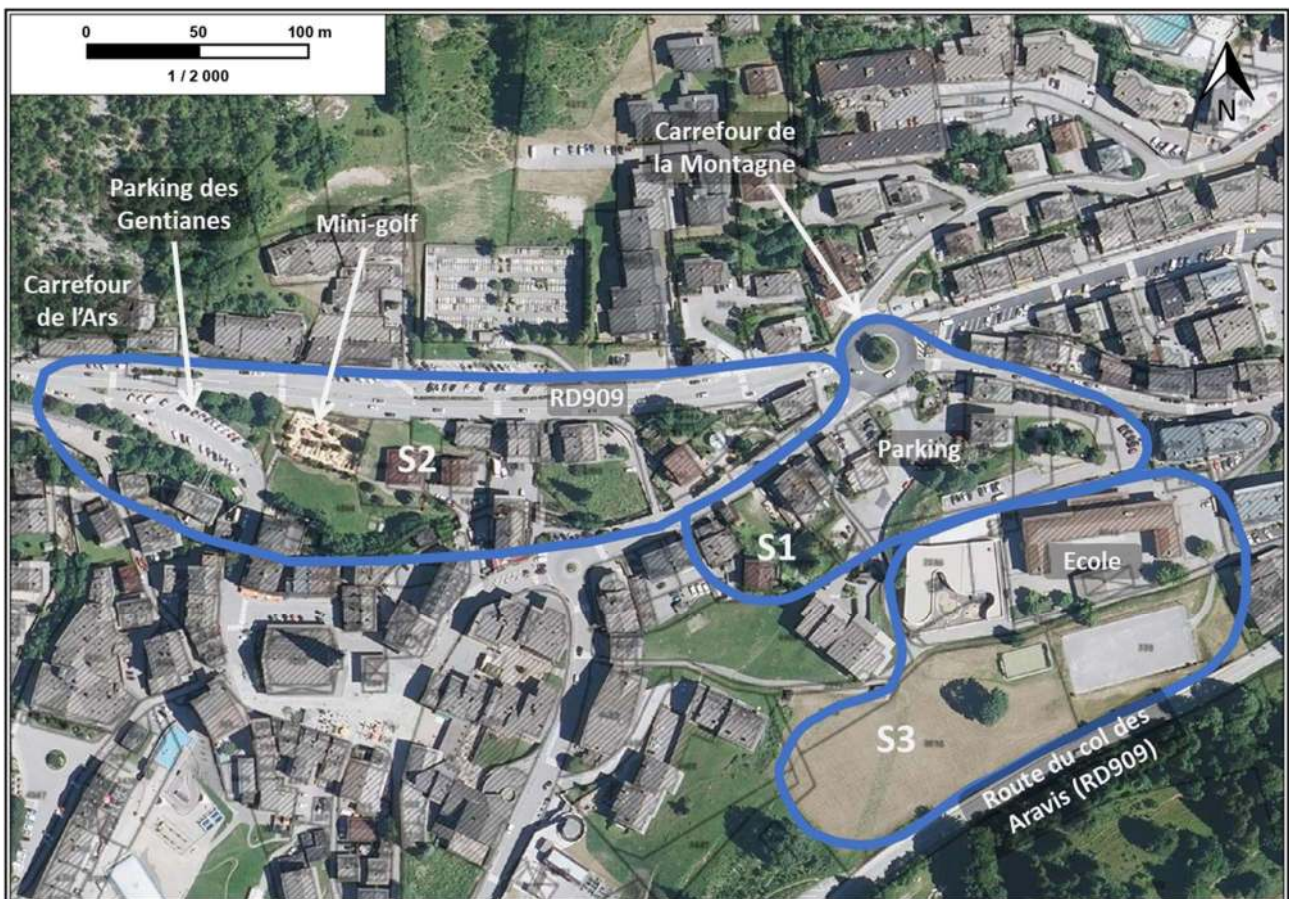 0 50 100 m
1 / 2 000
N
Carrefour de
la Montagne
Parking des
Gentianes
Mini-golf
Carrefour
de l'Ars
RD909
Parking
S2
S1
Ecole
S3
Route du col des
Aravis (RD909)